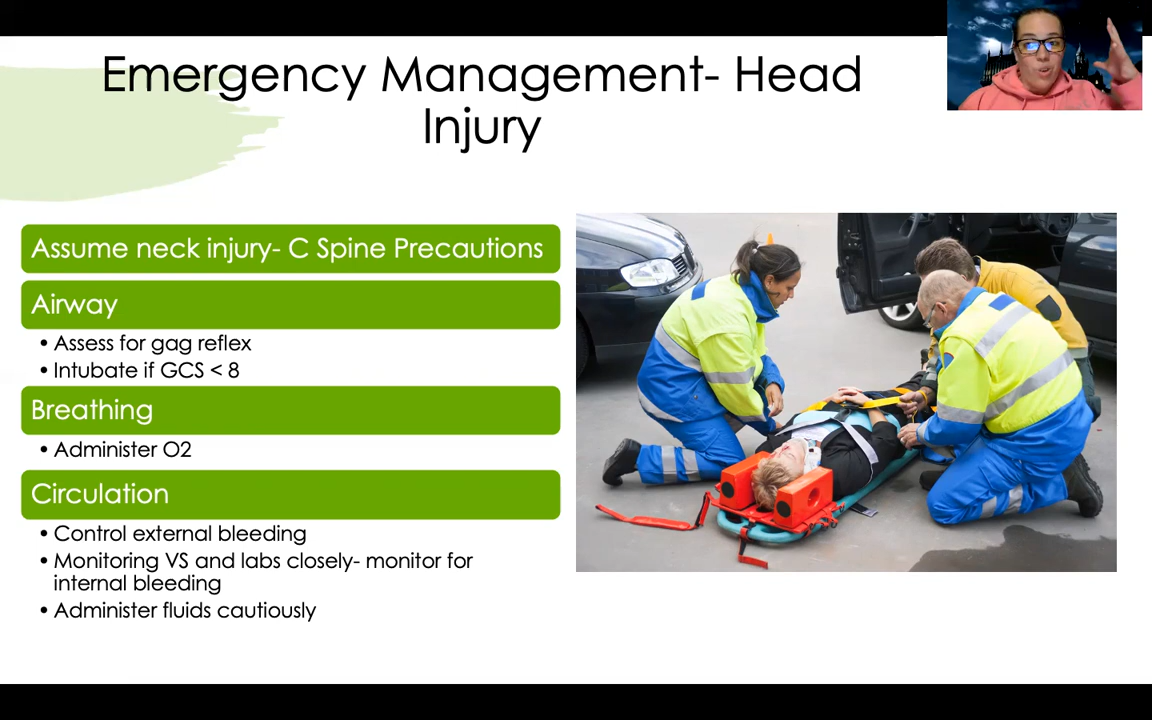 Emergency Management- Head
Injury
Assume neck injury- C Spine Precautions
Airway
• Assess for gag reflex
• Intubate if GCS < 8
Breathing
• Administer O2
Circulation
• Control external bleeding
• Monitoring VS and labs closely- monitor for
internal bleeding
• Administer fluids cautiously